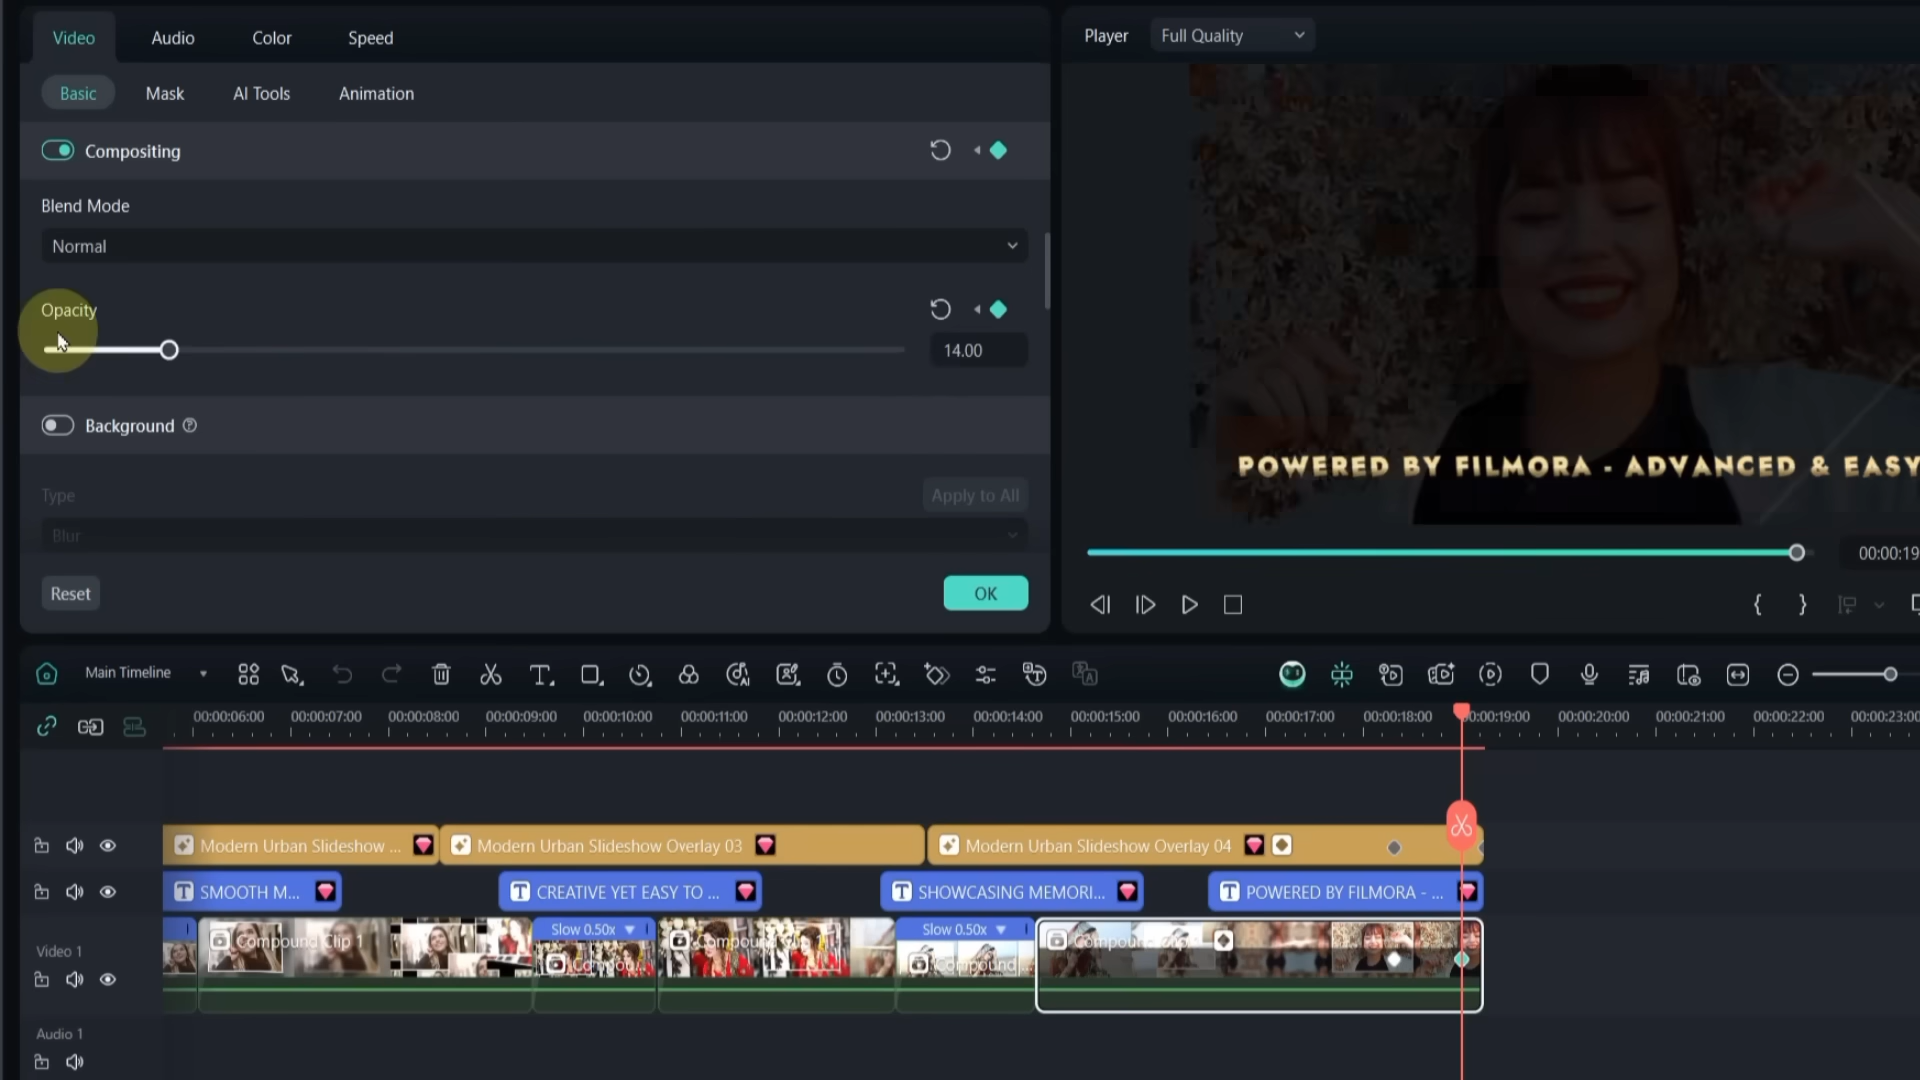 Video Audio Color Speed
Player Full Quality
Basic Mask AI Tools Animation
Compositing
Blend Mode
Normal
Opacity
14.00
Background
Type Apply to All
Blur
POWERED BY FILMORA - ADVANCED & EASY
00:00:19
Reset OK
Main Timeline
00:00:06:00 00:00:07:00 00:00:08:00 00:00:09:00 00:00:10:00 00:00:11:00 00:00:12:00 00:00:13:00 00:00:14:00 00:00:15:00 00:00:16:00 00:00:17:00 00:00:18:00 00:00:19:00 00:00:20:00 00:00:21:00 00:00:22:00 00:00:23:00
Modern Urban Slideshow ... Modern Urban Slideshow Overlay 03 Modern Urban Slideshow Overlay 04
SMOOTH M... CREATIVE YET EASY TO ... SHOWCASING MEMORI... POWERED BY FILMORA - ...
Slow 0.50x Slow 0.50x
Video 1 Compound Clip 1
Audio 1